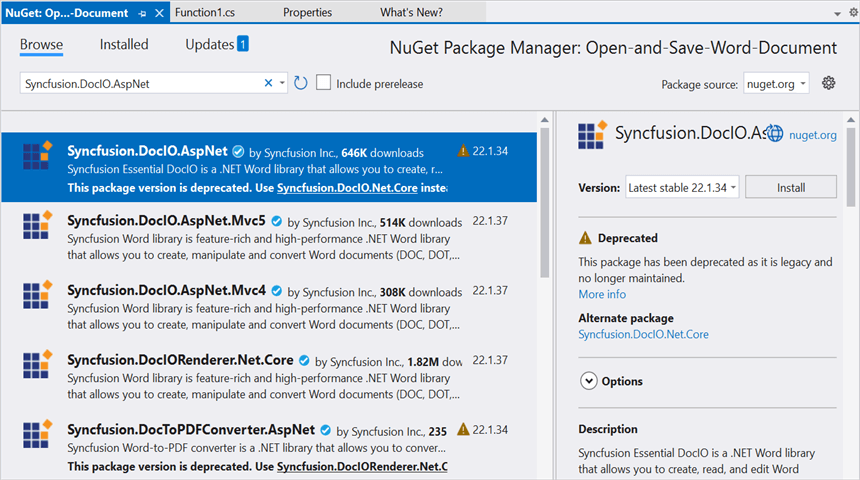 NuGet: Op...-Document
Function1.cs
Properties
What's New?
Browse
Installed
Updates 1
NuGet Package Manager: Open-and-Save-Word-Document
Syncfusion.DocIO.AspNet
Include prerelease
Package source: nuget.org
Syncfusion.DocIO.AspNet by Syncfusion Inc., 646K downloads 22.1.34
Syncfusion Essential DocIO is a .NET Word library that allows you to create, r...
This package version is deprecated. Use Syncfusion.DocIO.Net.Core instea
Syncfusion.DocIO.AspNet.Mvc5 by Syncfusion Inc., 514K downloads 22.1.37
Syncfusion Word library is feature-rich and high-performance .NET Word library
that allows you to create, manipulate and convert Word documents (DOC, DOT,...
Syncfusion.DocIO.AspNet.Mvc4 by Syncfusion Inc., 308K downloads 22.1.37
Syncfusion Word library is feature-rich and high-performance .NET Word library
that allows you to create, manipulate and convert Word documents (DOC, DOT,...
Syncfusion.DocIORenderer.Net.Core by Syncfusion Inc., 1.82M dow 22.1.37
Syncfusion Word library is feature-rich and high-performance .NET Word library
that allows you to create, manipulate and convert Word documents (DOC, DOT,...
Syncfusion.DocToPDFConverter.AspNet by Syncfusion Inc., 235 22.1.34
Syncfusion Word-to-PDF converter is a .NET library that allows you to conver...
This package version is deprecated. Use Syncfusion.DocIORenderer.Net.C
Syncfusion.DocIO.As
nuget.org
Version: Latest stable 22.1.34
Install
Deprecated
This package has been deprecated as it is legacy and
no longer maintained.
More info
Alternate package
Syncfusion.DocIO.Net.Core
Options
Description
Syncfusion Essential DocIO is a .NET Word library
that allows you to create, read, and edit Word